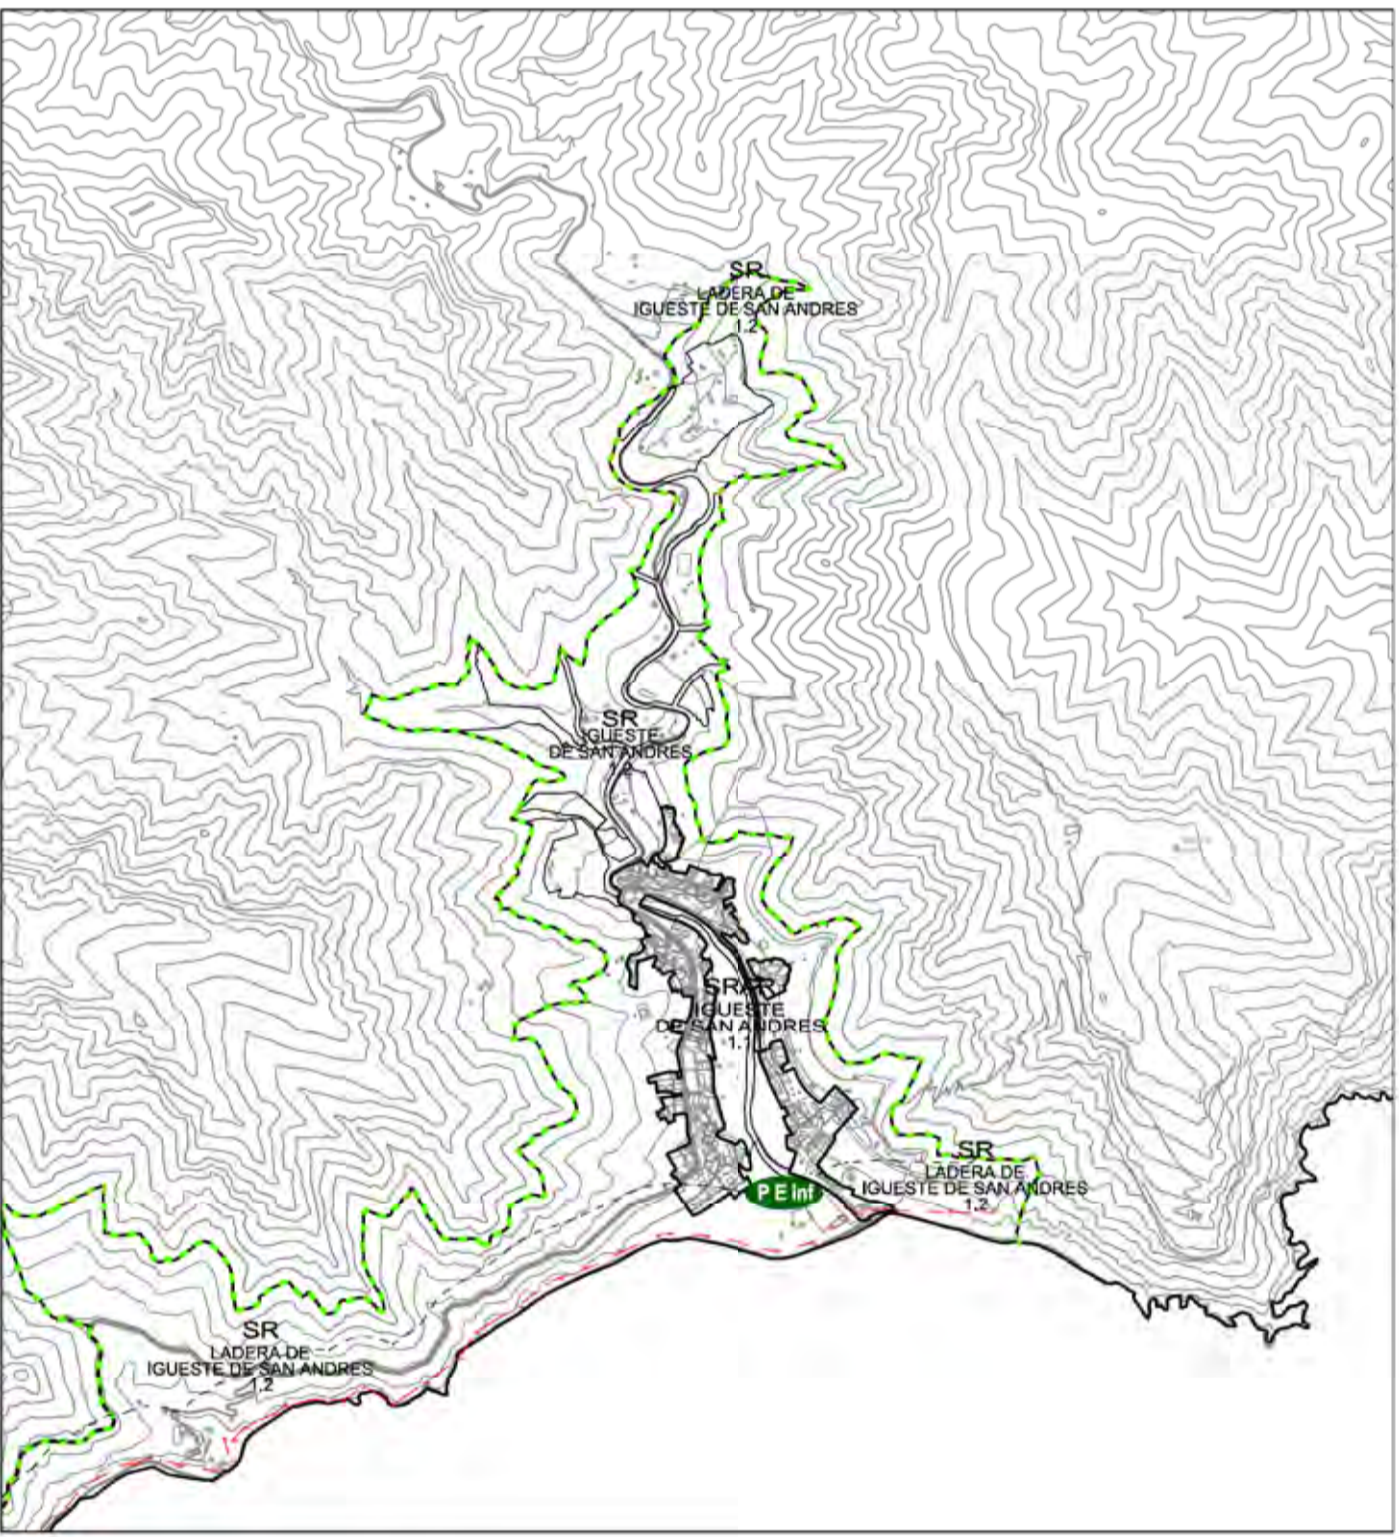 SR
LADERA DE
IGUESTE DE SAN ANDRES
1.2
SR
IGUESTE
DE SAN ANDRES
IGUESTE
DE SAN ANDRES
1.1
P E Inf
SR
LADERA DE
IGUESTE DE SAN ANDRES
1.2
SR
LADERA DE
IGUESTE DE SAN ANDRES
1.2